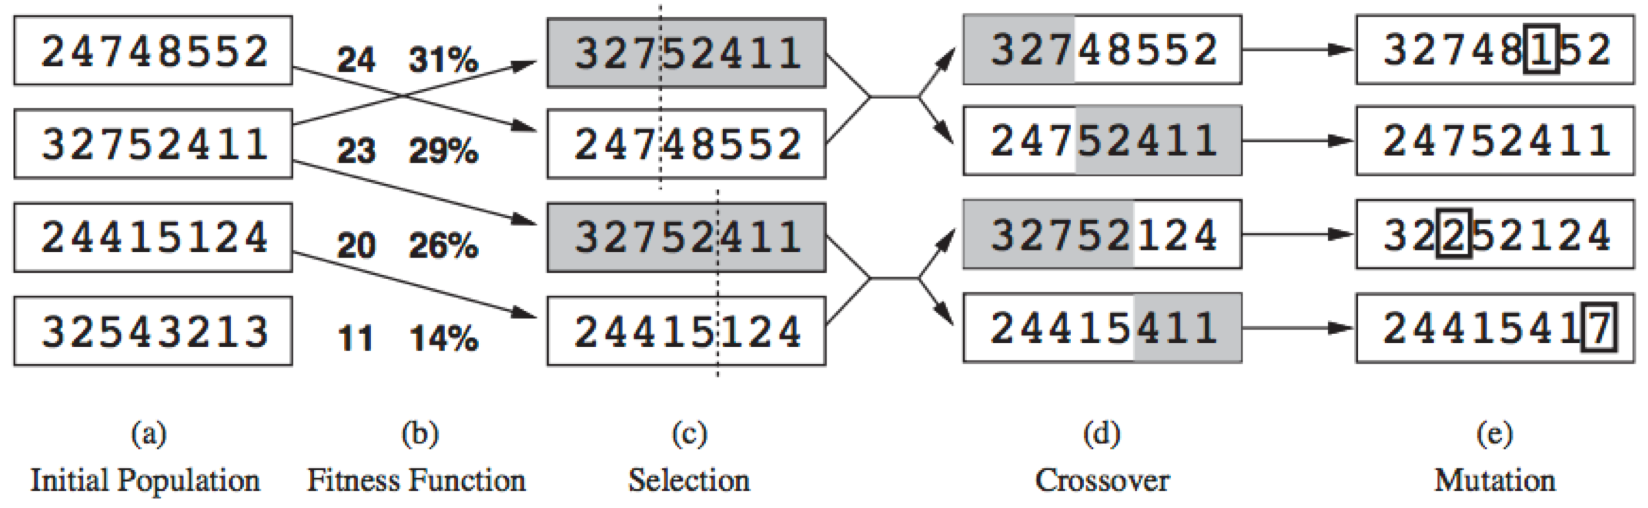 24748552 24 31% 32752411 32748552 32748152
32752411 23 29% 24748552 24752411 24752411
24415124 20 26% 32752411 32752124 32252124
32543213 11 14% 24415124 24415411 24415417
(a) (b) (c) (d) (e)
Initial Population Fitness Function Selection Crossover Mutation